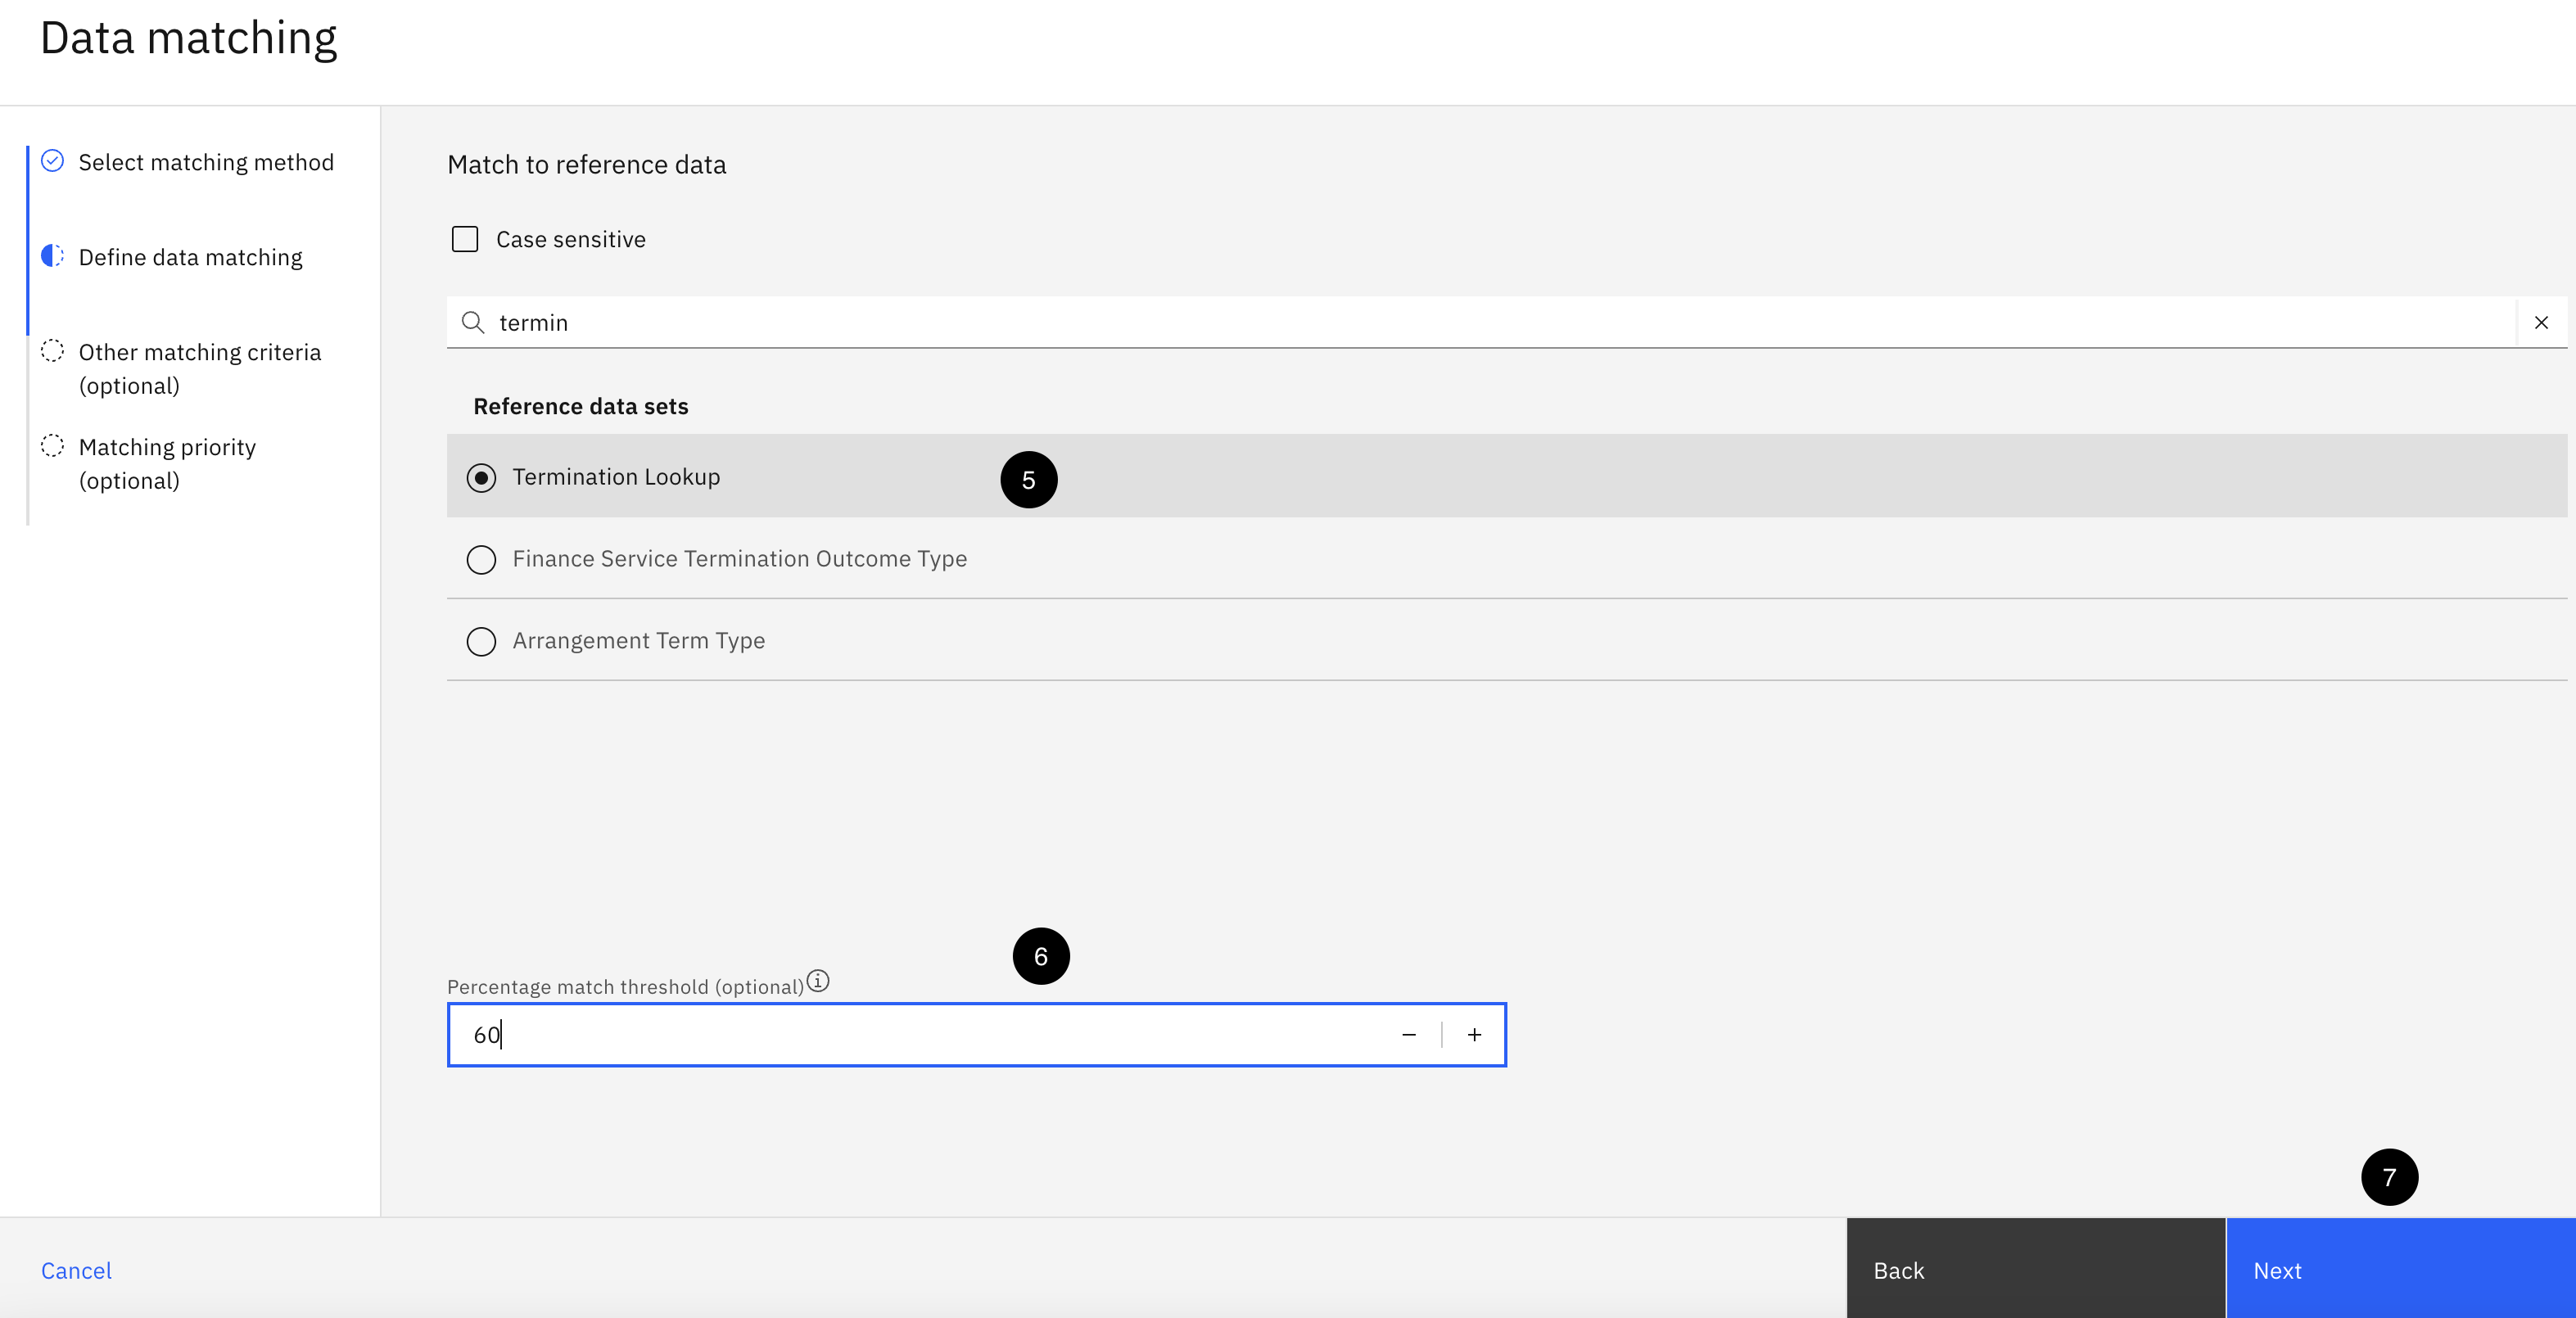 Data matching
Select matching method
Define data matching
Other matching criteria
(optional)
Matching priority
(optional)
Match to reference data
Case sensitive
termin
Reference data sets
Termination Lookup
5
Finance Service Termination Outcome Type
Arrangement Term Type
6
Percentage match threshold (optional)
60
7
Cancel
Back
Next